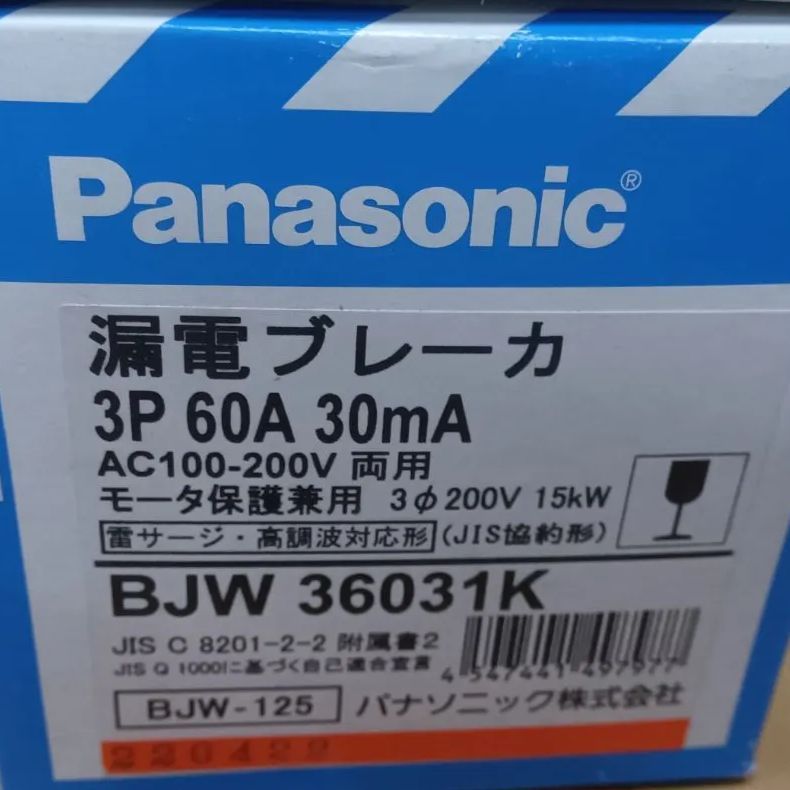 Panasonic®
漏電ブレーカ
3P 60A 30mA
AC100-200V 両用
モータ保護兼用 3φ200V 15kW
雷サージ・高調波対応形 (JIS協約形)
BJW 36031K
JIS C 8201-2-2 附属書2
JIS Q 1000に基づく自己適合宣言
4 547441 497977
BJW-125 パナソニック株式会社
220422